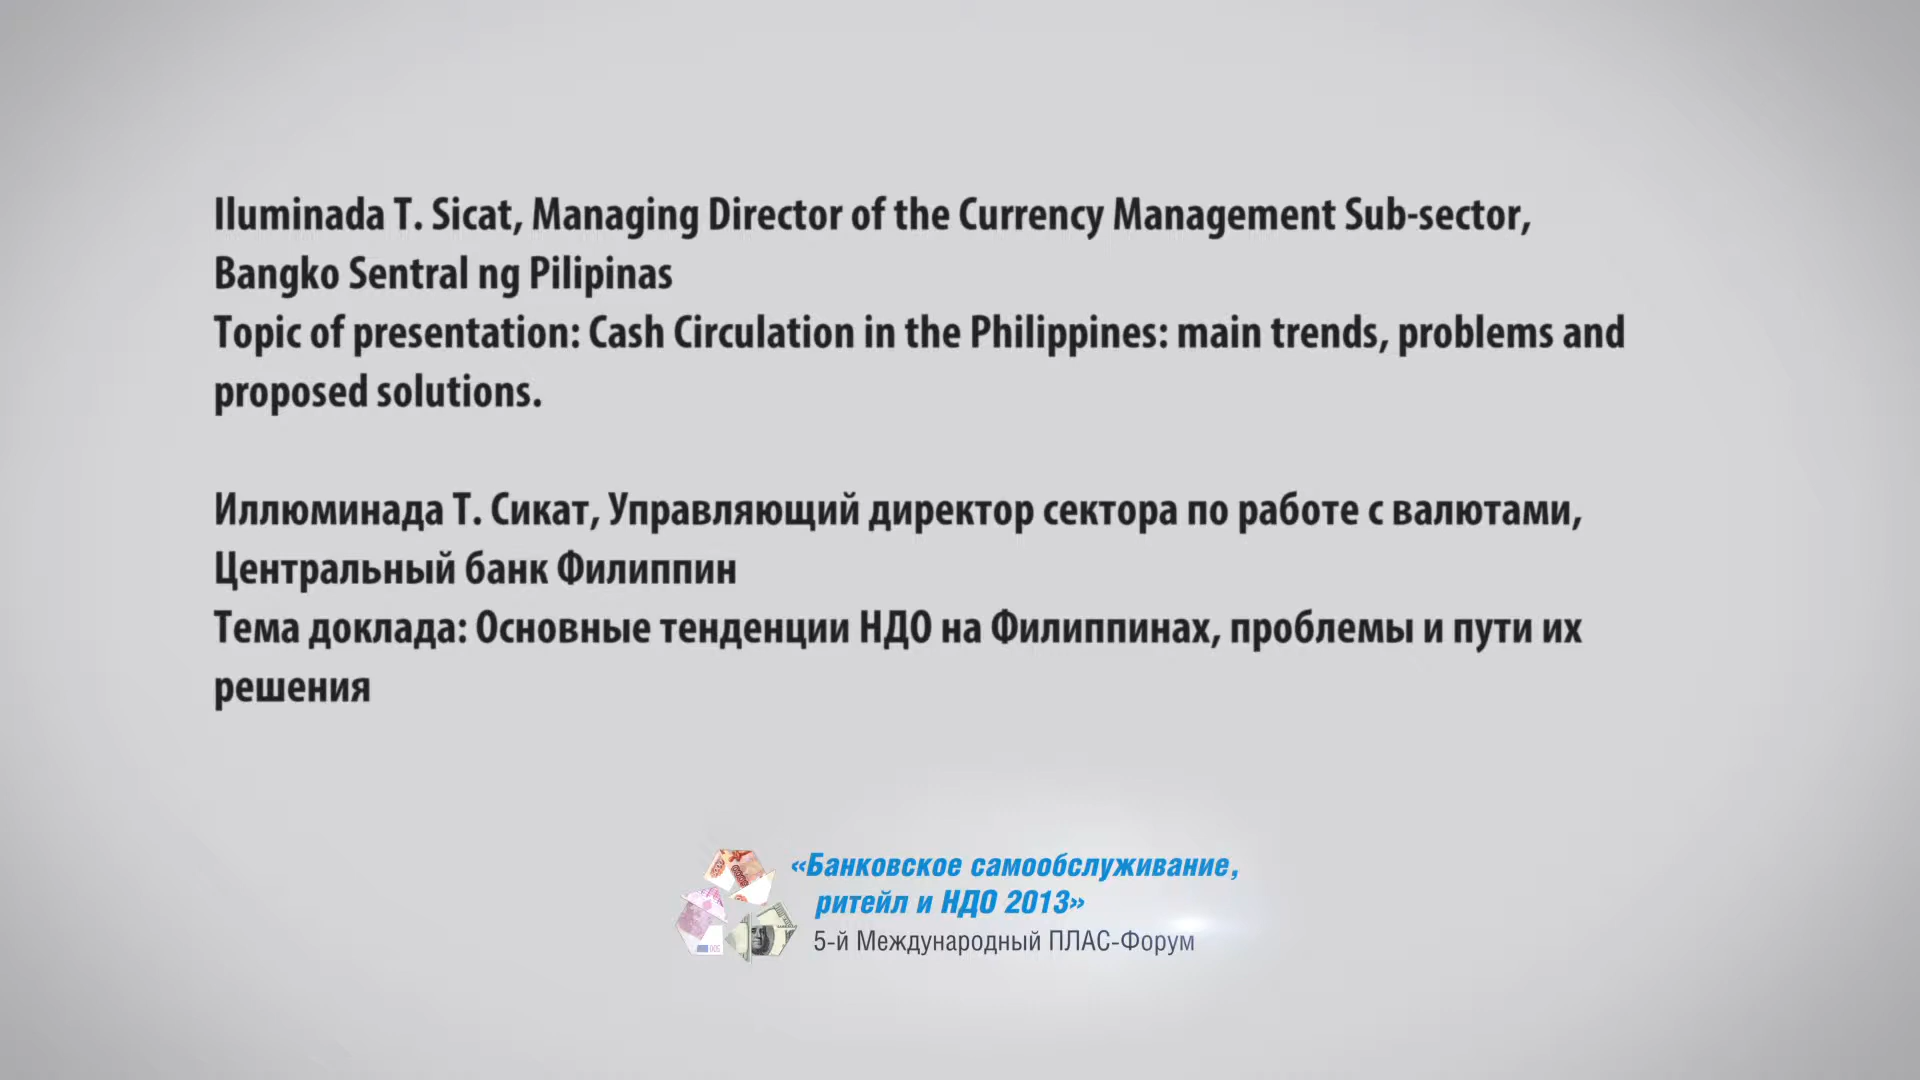 Iluminada T. Sicat, Managing Director of the Currency Management Sub-sector,
Bangko Sentral ng Pilipinas
Topic of presentation: Cash Circulation in the Philippines: main trends, problems and
proposed solutions.
Иллюминада Т. Сикат, Управляющий директор сектора по работе с валютами,
Центральный банк Филиппин
Тема доклада: Основные тенденции НДО на Филиппинах, проблемы и пути их
решения
«Банковское самообслуживание,
ритейл и НДО 2013»
5-й Международный ПЛАС-Форум